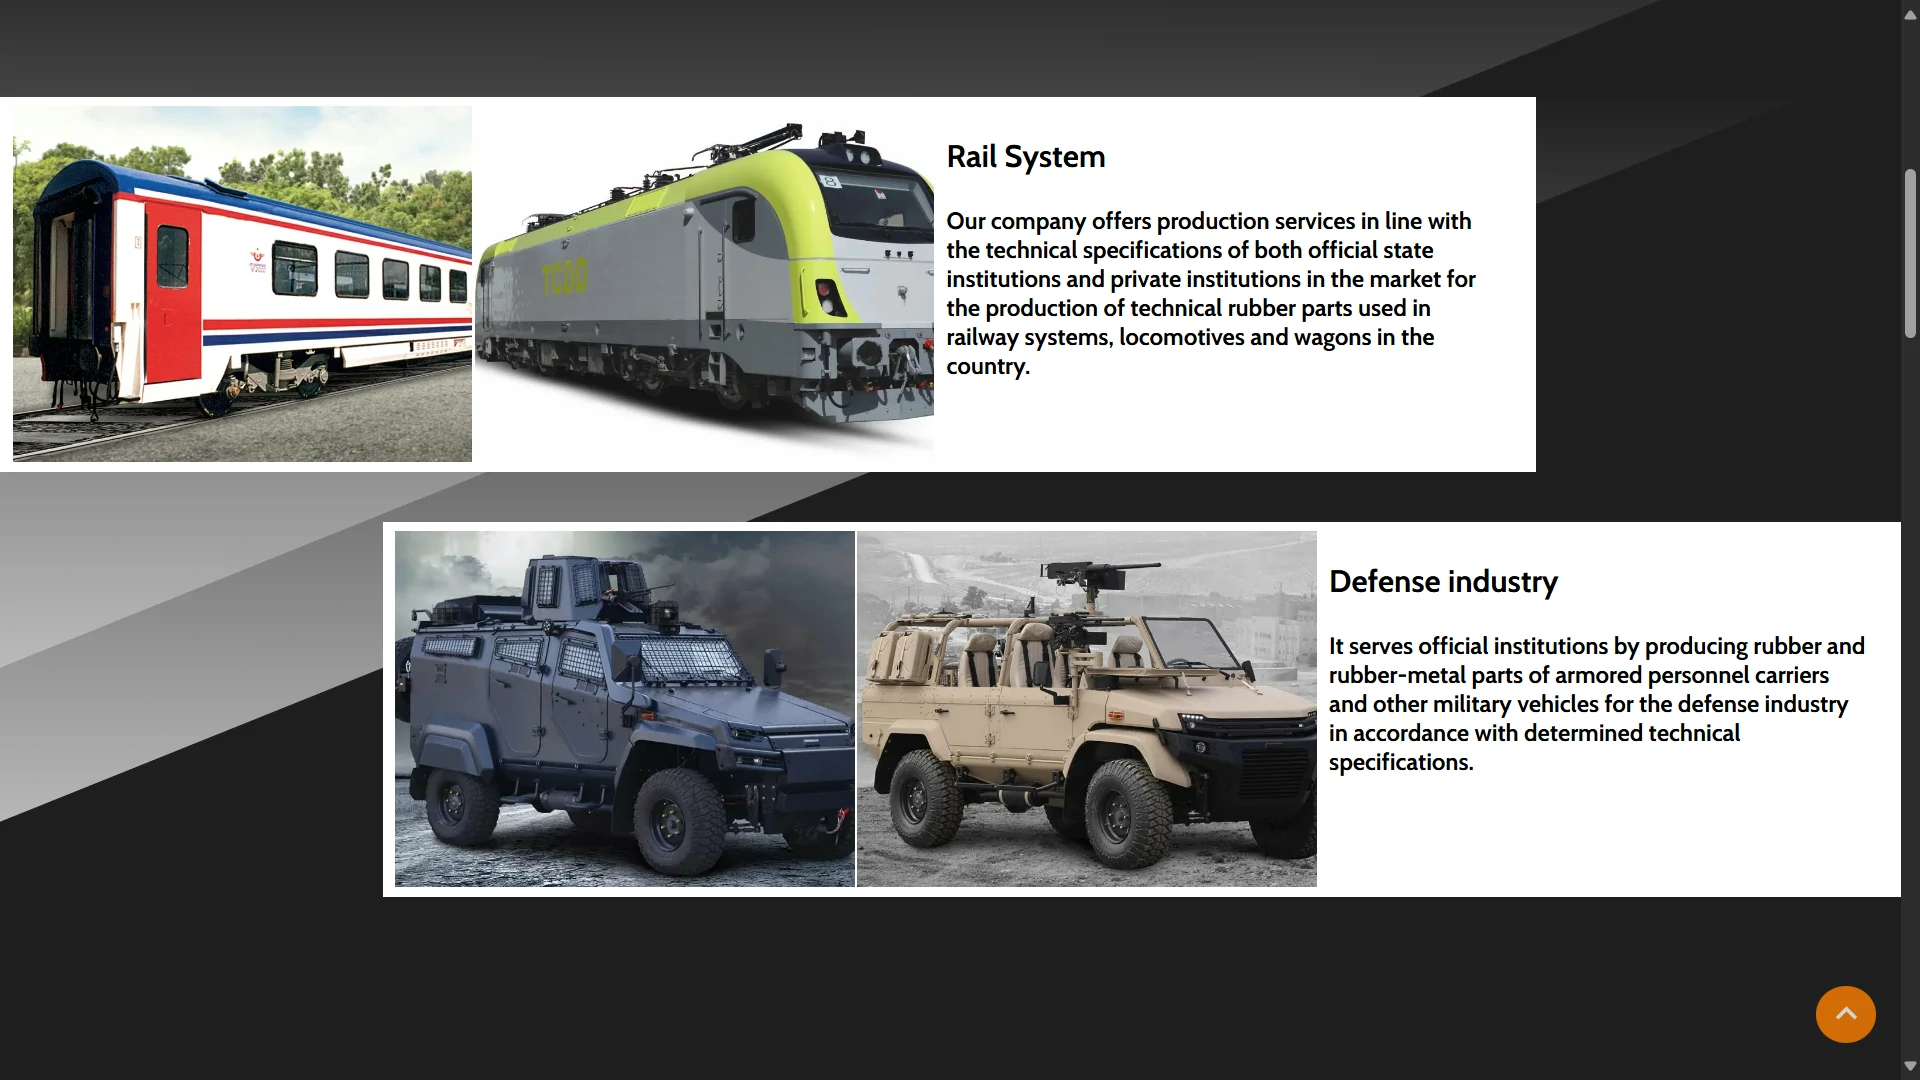 8
TCDD
Rail System
Our company offers production services in line with
the technical specifications of both official state
institutions and private institutions in the market for
the production of technical rubber parts used in
railway systems, locomotives and wagons in the
country.
Defense industry
It serves official institutions by producing rubber and
rubber-metal parts of armored personnel carriers
and other military vehicles for the defense industry
in accordance with determined technical
specifications.